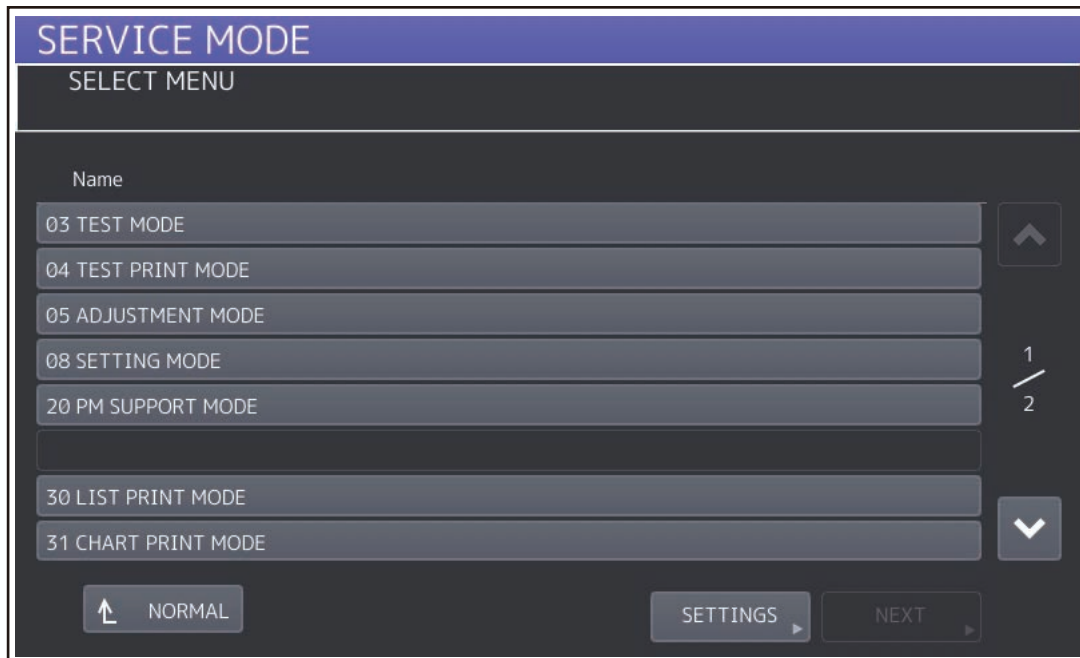 SERVICE MODE
SELECT MENU
Name
03 TEST MODE
04 TEST PRINT MODE
05 ADJUSTMENT MODE
08 SETTING MODE
20 PM SUPPORT MODE
30 LIST PRINT MODE
31 CHART PRINT MODE
1
2
NORMAL
SETTINGS
NEXT